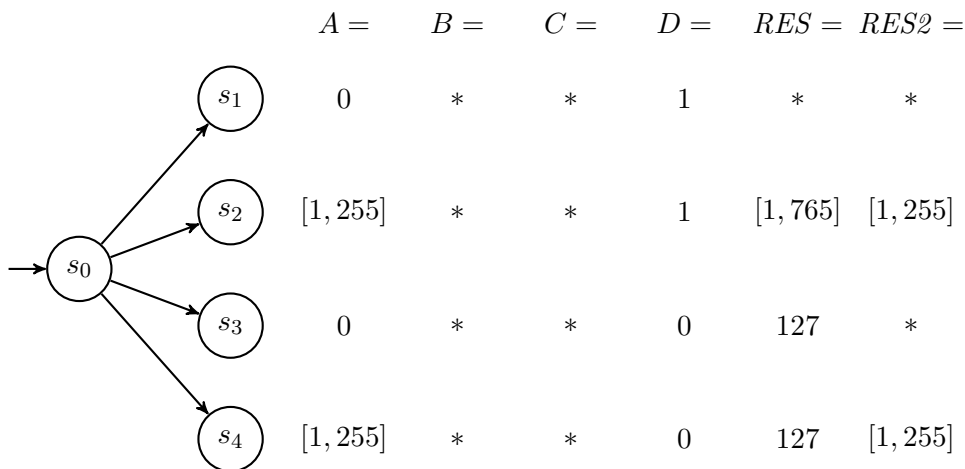 A = B = C = D = RES = RES2 =
s1 0 * * 1 * *
s2 [1, 255] * * 1 [1, 765] [1, 255]
s0
s3 0 * * 0 127 *
s4 [1, 255] * * 0 127 [1, 255]